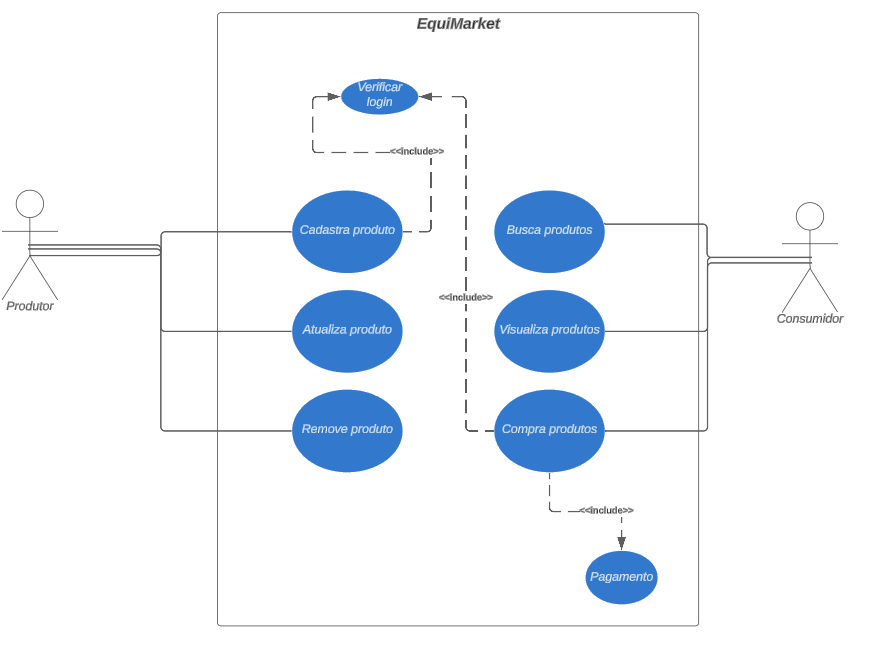 EquiMarket
Verificar
login
<<include>>
Cadastra produto
Busca produtos
<<include>>
Produtor
Consumidor
Atualiza produto
Visualiza produtos
Remove produto
Compra produtos
<<include>>
Pagamento